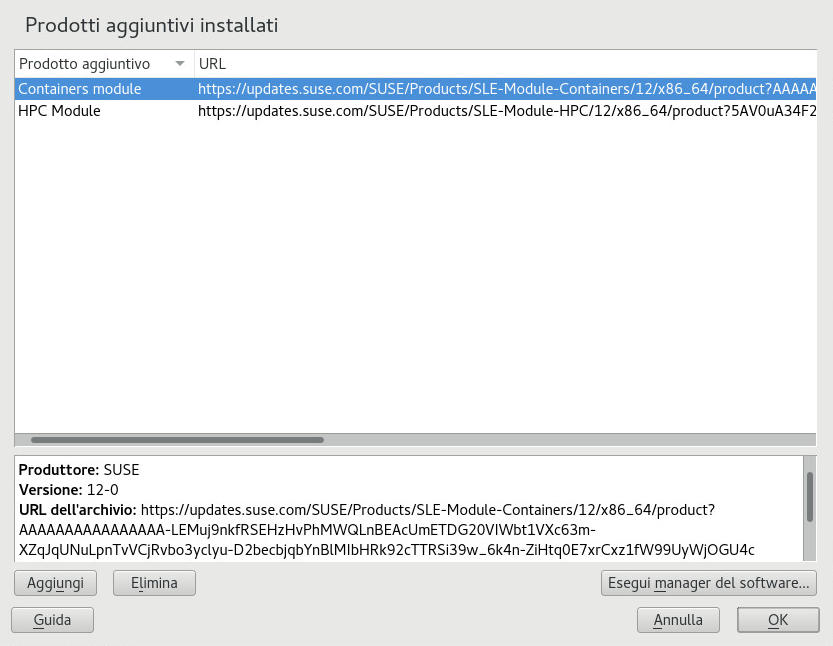 Prodotti aggiuntivi installati
Prodotto aggiuntivo URL
Containers module https://updates.suse.com/SUSE/Products/SLE-Module-Containers/12/x86_64/product?AAAAA
HPC Module https://updates.suse.com/SUSE/Products/SLE-Module-HPC/12/x86_64/product?5AV0uA34F2
Produttore: SUSE
Versione: 12-0
URL dell'archivio: https://updates.suse.com/SUSE/Products/SLE-Module-Containers/12/x86_64/product?
AAAAAAAAAAAAAAAA-LEMuj9nkfRSEHzHvPhMWQLnBEAcUmETDG20VIWbt1VXc63m-
XZqJqUNuLpnTvVCjRvbo3yclyu-D2becbjqbYnBlMIbHRk92cTTRSi39w_6k4n-ZiHtq0E7xrCxz1fW99UyWjOGU4c
Aggiungi Elimina Esegui manager del software...
Guida Annulla OK